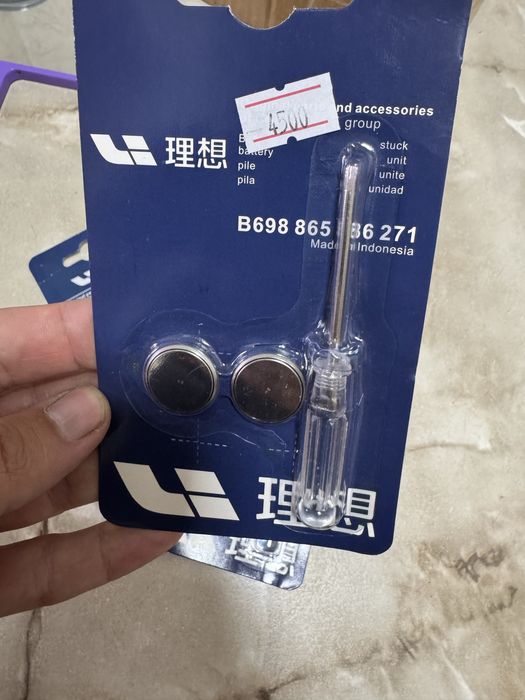 and accessories
4500
group
理想
battery
pile
pila
stuck
unit
unite
unidad
B698 865 86 271
Made in Indonesia
理想